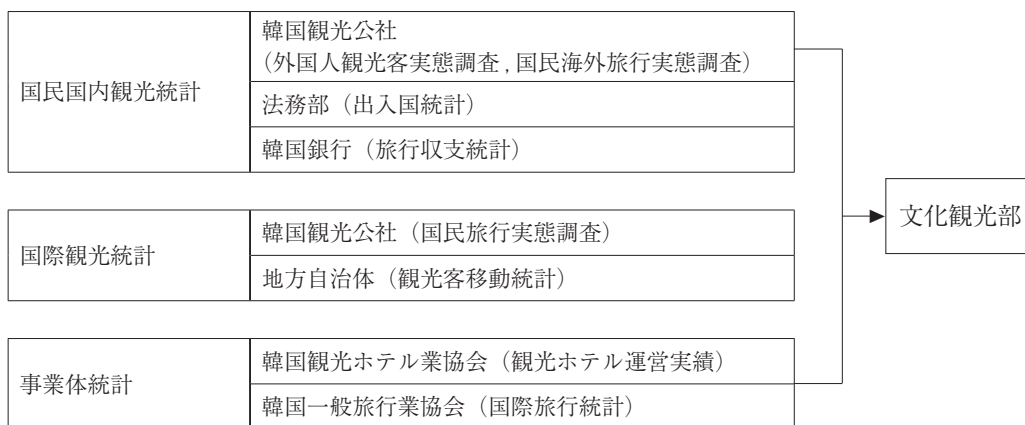 国民国内観光統計
韓国観光公社
（外国人観光客実態調査，国民海外旅行実態調査）
法務部（出入国統計）
韓国銀行（旅行収支統計）
国際観光統計
韓国観光公社（国民旅行実態調査）
地方自治体（観光客移動統計）
事業体統計
韓国観光ホテル業協会（観光ホテル運営実績）
韓国一般旅行業協会（国際旅行統計）
文化観光部